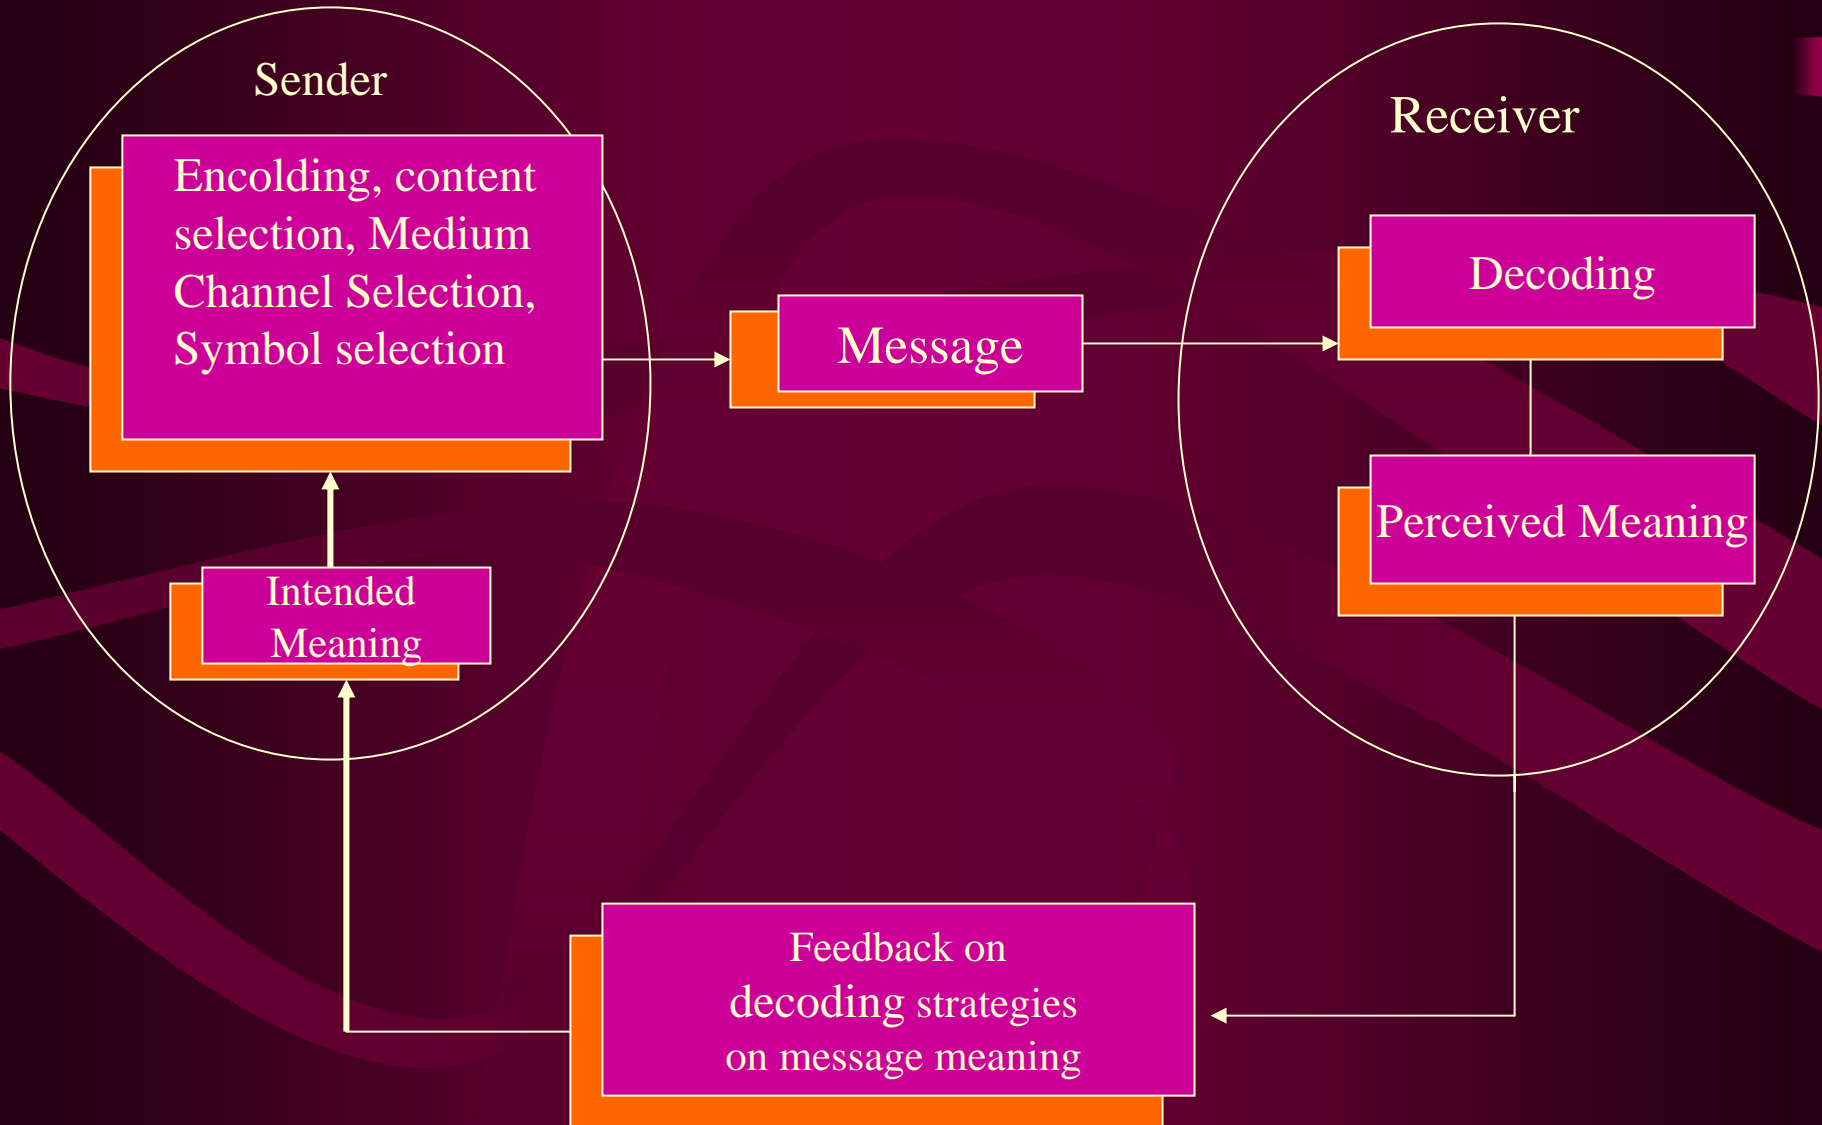 Sender
Encolding, content
selection, Medium
Channel Selection,
Symbol selection
Intended
Meaning
Message
Receiver
Decoding
Perceived Meaning
Feedback on
decoding strategies
on message meaning